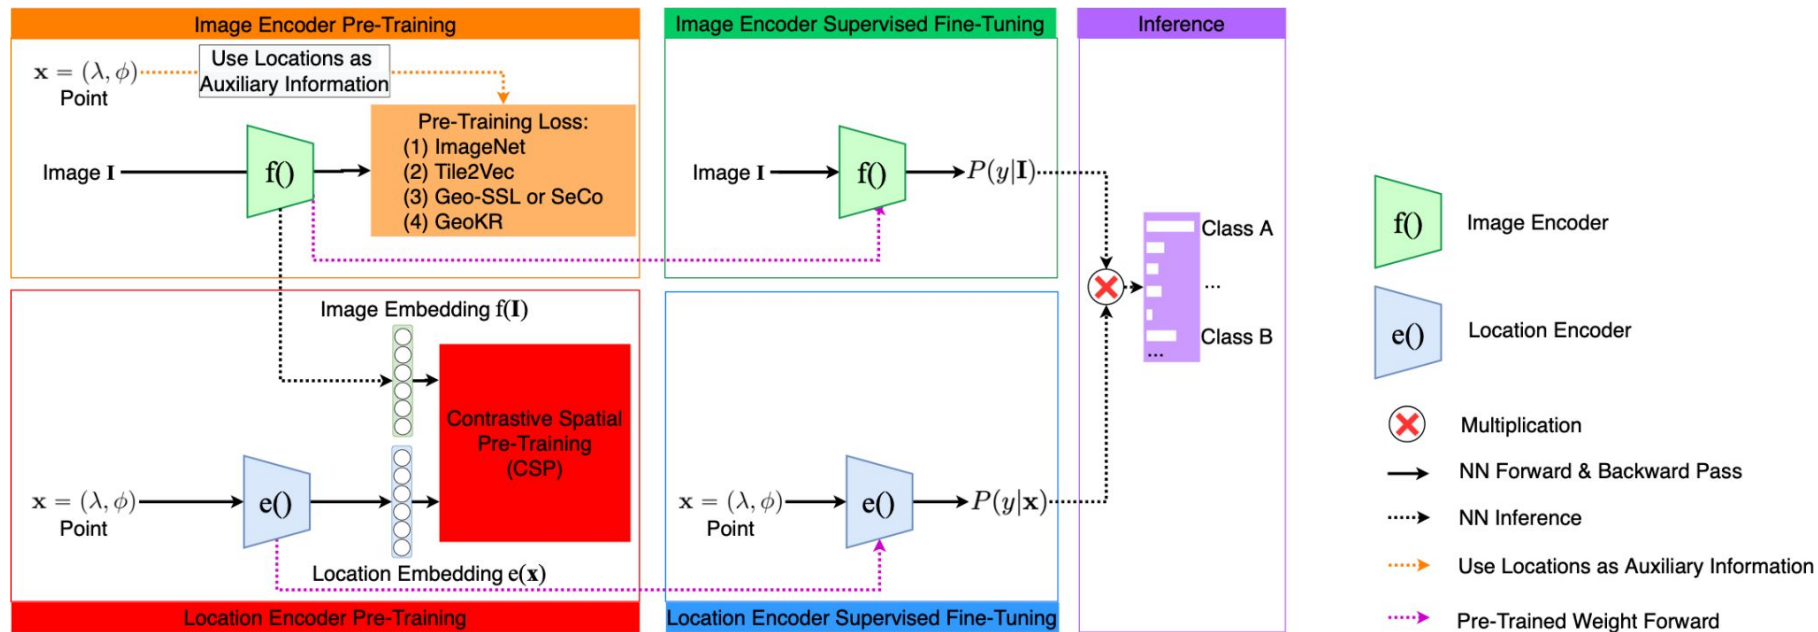 Image Encoder Pre-Training
x = (λ, ϕ)
Point
Use Locations as
Auxiliary Information
Image I
f()
Pre-Training Loss:
(1) ImageNet
(2) Tile2Vec
(3) Geo-SSL or SeCo
(4) GeoKR
Image Encoder Supervised Fine-Tuning
Image I
f()
P(y|I)
Inference
Class A
...
Class B
...
Image Embedding f(I)
Contrastive Spatial
Pre-Training
(CSP)
x = (λ, ϕ)
Point
e()
Location Embedding e(x)
Location Encoder Pre-Training
x = (λ, ϕ)
Point
e()
P(y|x)
Location Encoder Supervised Fine-Tuning
f()
Image Encoder
e()
Location Encoder
Multiplication
NN Forward & Backward Pass
NN Inference
Use Locations as Auxiliary Information
Pre-Trained Weight Forward